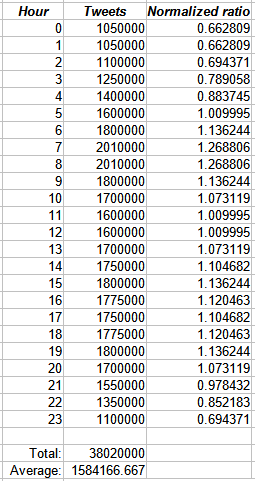 Hour Tweets Normalized ratio
0 1050000 0.662809
1 1050000 0.662809
2 1100000 0.694371
3 1250000 0.789058
4 1400000 0.883745
5 1600000 1.009995
6 1800000 1.136244
7 2010000 1.268806
8 2010000 1.268806
9 1800000 1.136244
10 1700000 1.073119
11 1600000 1.009995
12 1600000 1.009995
13 1700000 1.073119
14 1750000 1.104682
15 1800000 1.136244
16 1775000 1.120463
17 1750000 1.104682
18 1775000 1.120463
19 1800000 1.136244
20 1700000 1.073119
21 1550000 0.978432
22 1350000 0.852183
23 1100000 0.694371
Total: 38020000
Average: 1584166.667